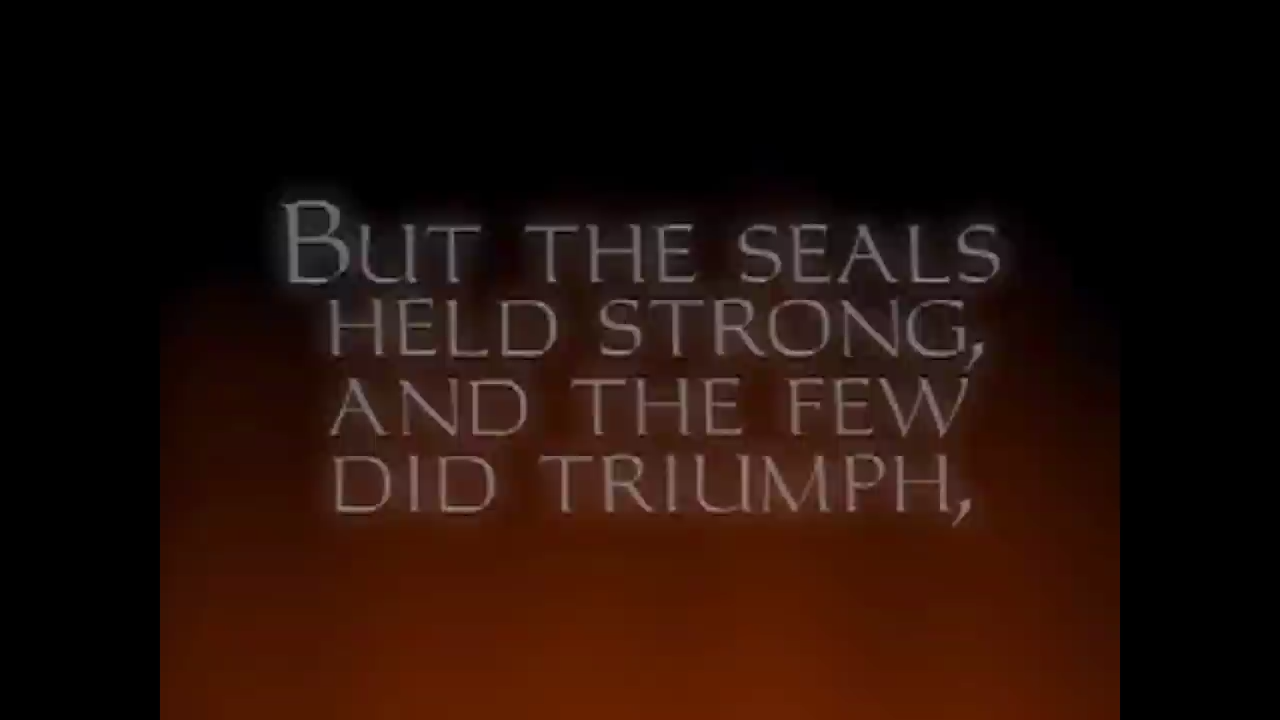 But the seals
held strong,
and the few
did triumph,